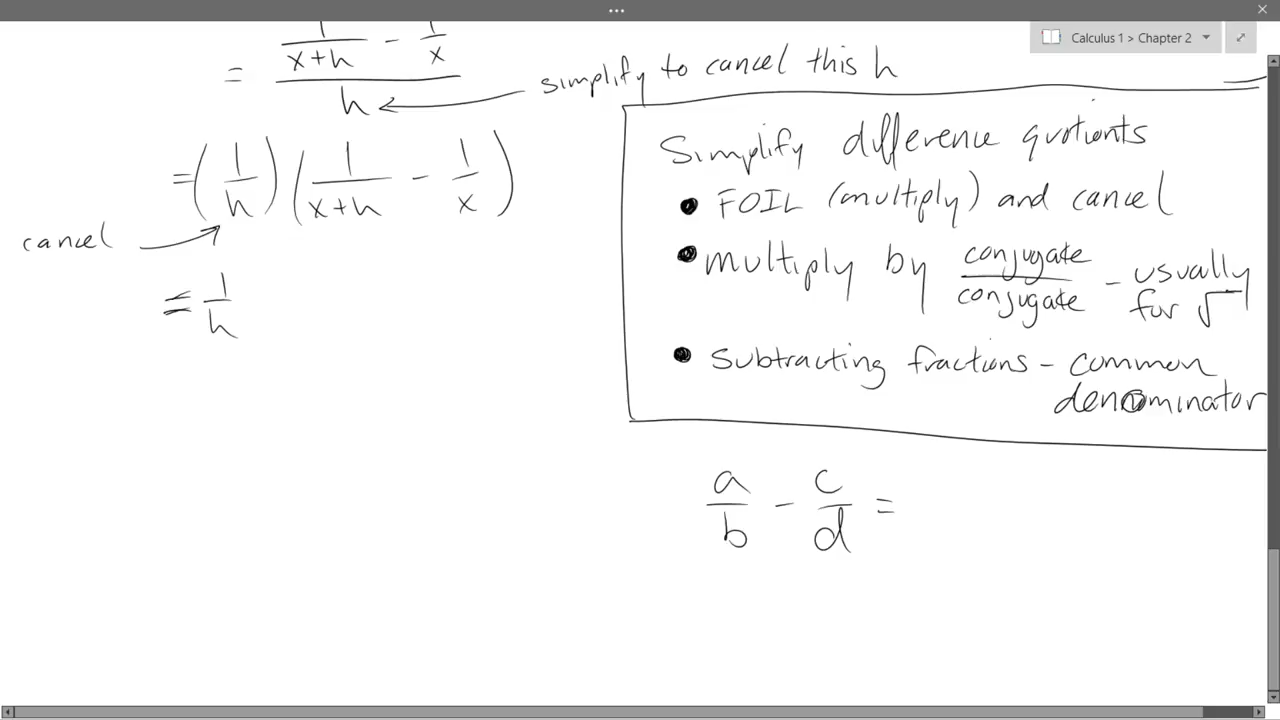 Calculus 1 > Chapter 2
= (1/(x+h) - 1/x)/h
simplify to cancel this h
= (1/h) (1/(x+h) - 1/x)
cancel
= 1/h
Simplify difference quotients
• FOIL (multiply) and cancel
• multiply by conjugate/conjugate - usually for √
• Subtracting fractions - common
denominator
a/b - c/d =